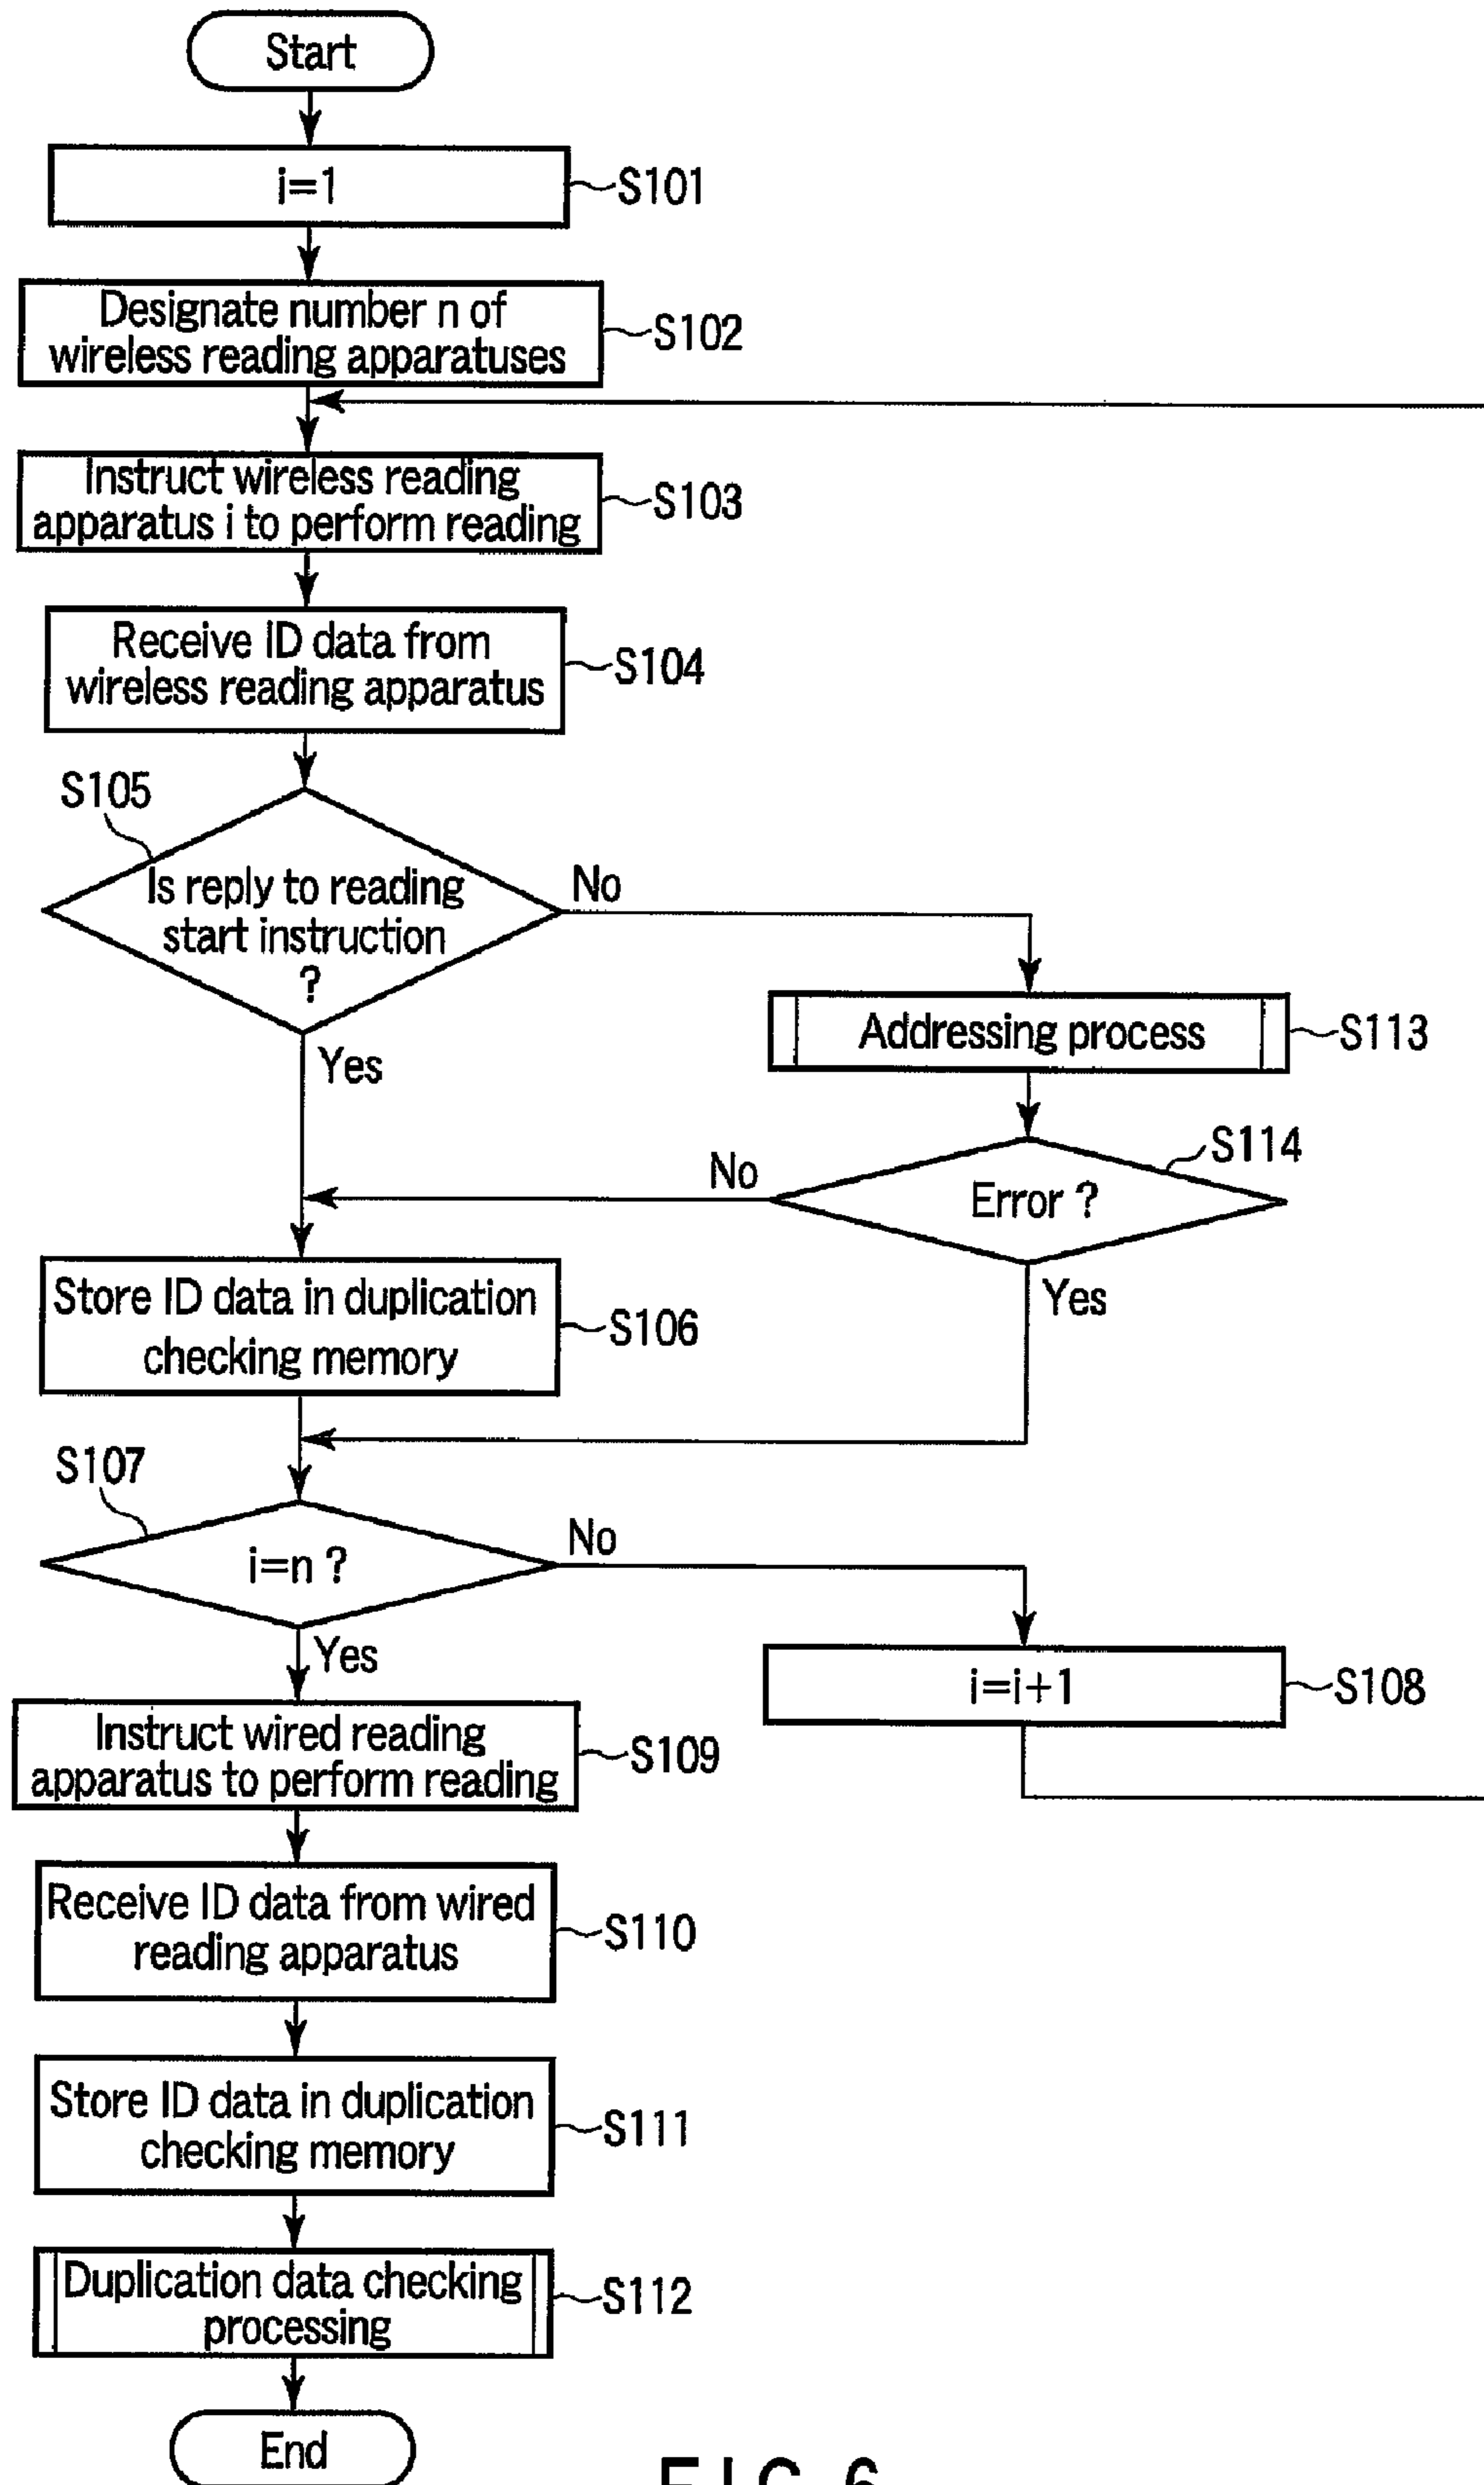 Start
i=1
S101
Designate number n of
wireless reading apparatuses
S102
Instruct wireless reading
apparatus i to perform reading
S103
Receive ID data from
wireless reading apparatus
S104
S105
Is reply to reading
start instruction
?
No
Yes
Addressing process
S113
S114
Error ?
No
Yes
Store ID data in duplication
checking memory
S106
S107
i=n ?
No
Yes
i=i+1
S108
Instruct wired reading
apparatus to perform reading
S109
Receive ID data from wired
reading apparatus
S110
Store ID data in duplication
checking memory
S111
Duplication data checking
processing
S112
End
FIG. 6